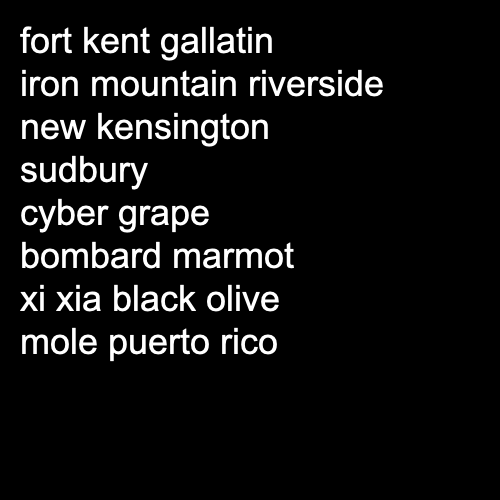 fort kent gallatin
iron mountain riverside
new kensington
sudbury
cyber grape
bombard marmot
xi xia black olive
mole puerto rico